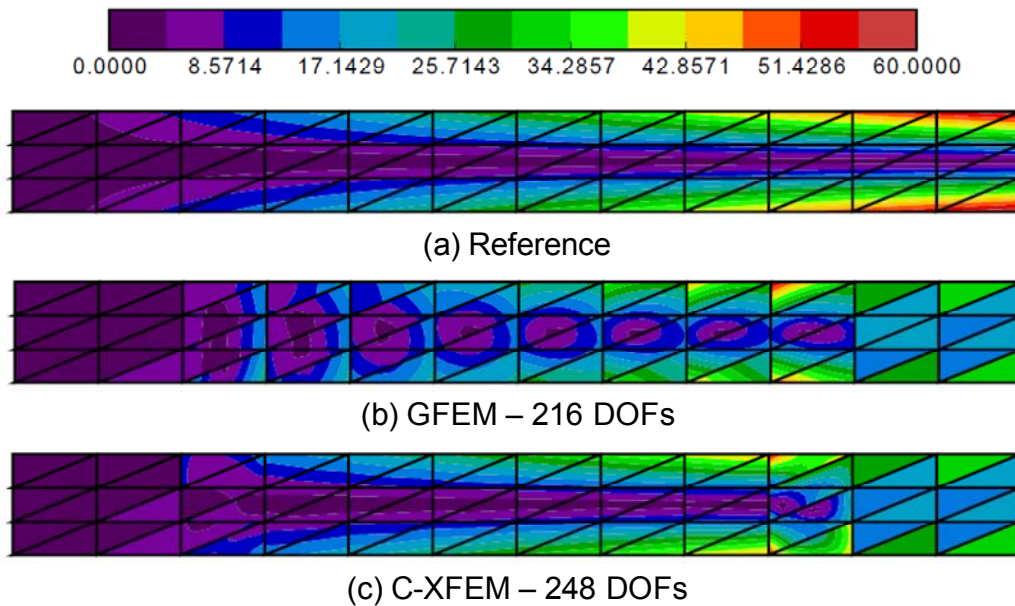 0.0000 8.5714 17.1429 25.7143 34.2857 42.8571 51.4286 60.0000
(a) Reference
(b) GFEM – 216 DOFs
(c) C-XFEM – 248 DOFs